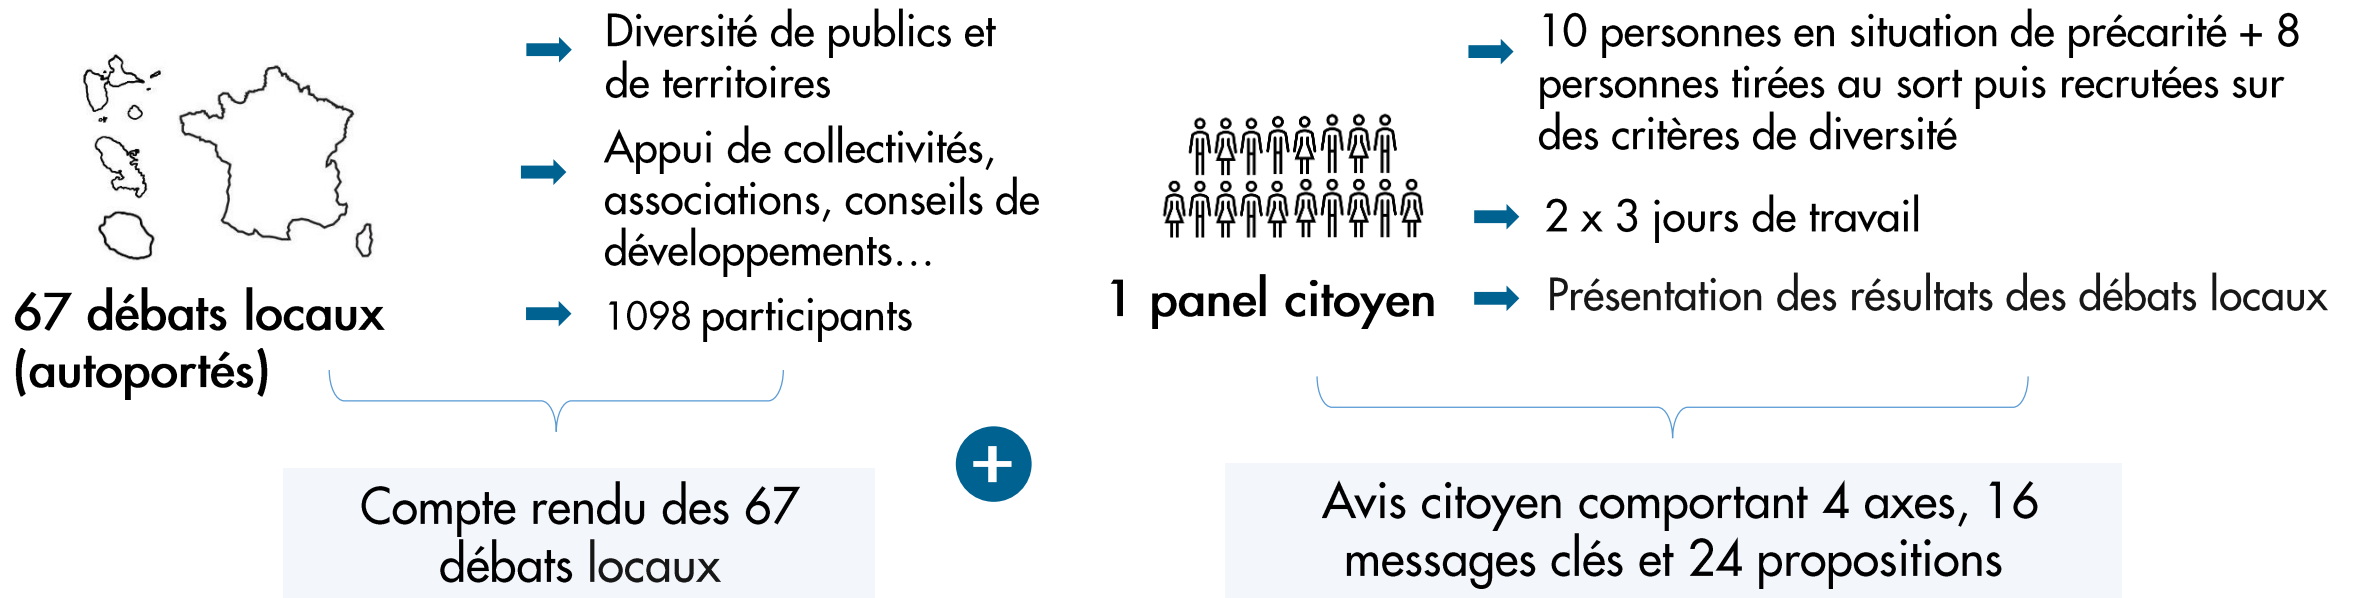 Diversité de publics et
de territoires
Appui de collectivités,
associations, conseils de
développements…
1098 participants
67 débats locaux
(autoportés)
Compte rendu des 67
débats locaux
+
10 personnes en situation de précarité + 8
personnes tirées au sort puis recrutées sur
des critères de diversité
2 x 3 jours de travail
Présentation des résultats des débats locaux
1 panel citoyen
Avis citoyen comportant 4 axes, 16
messages clés et 24 propositions